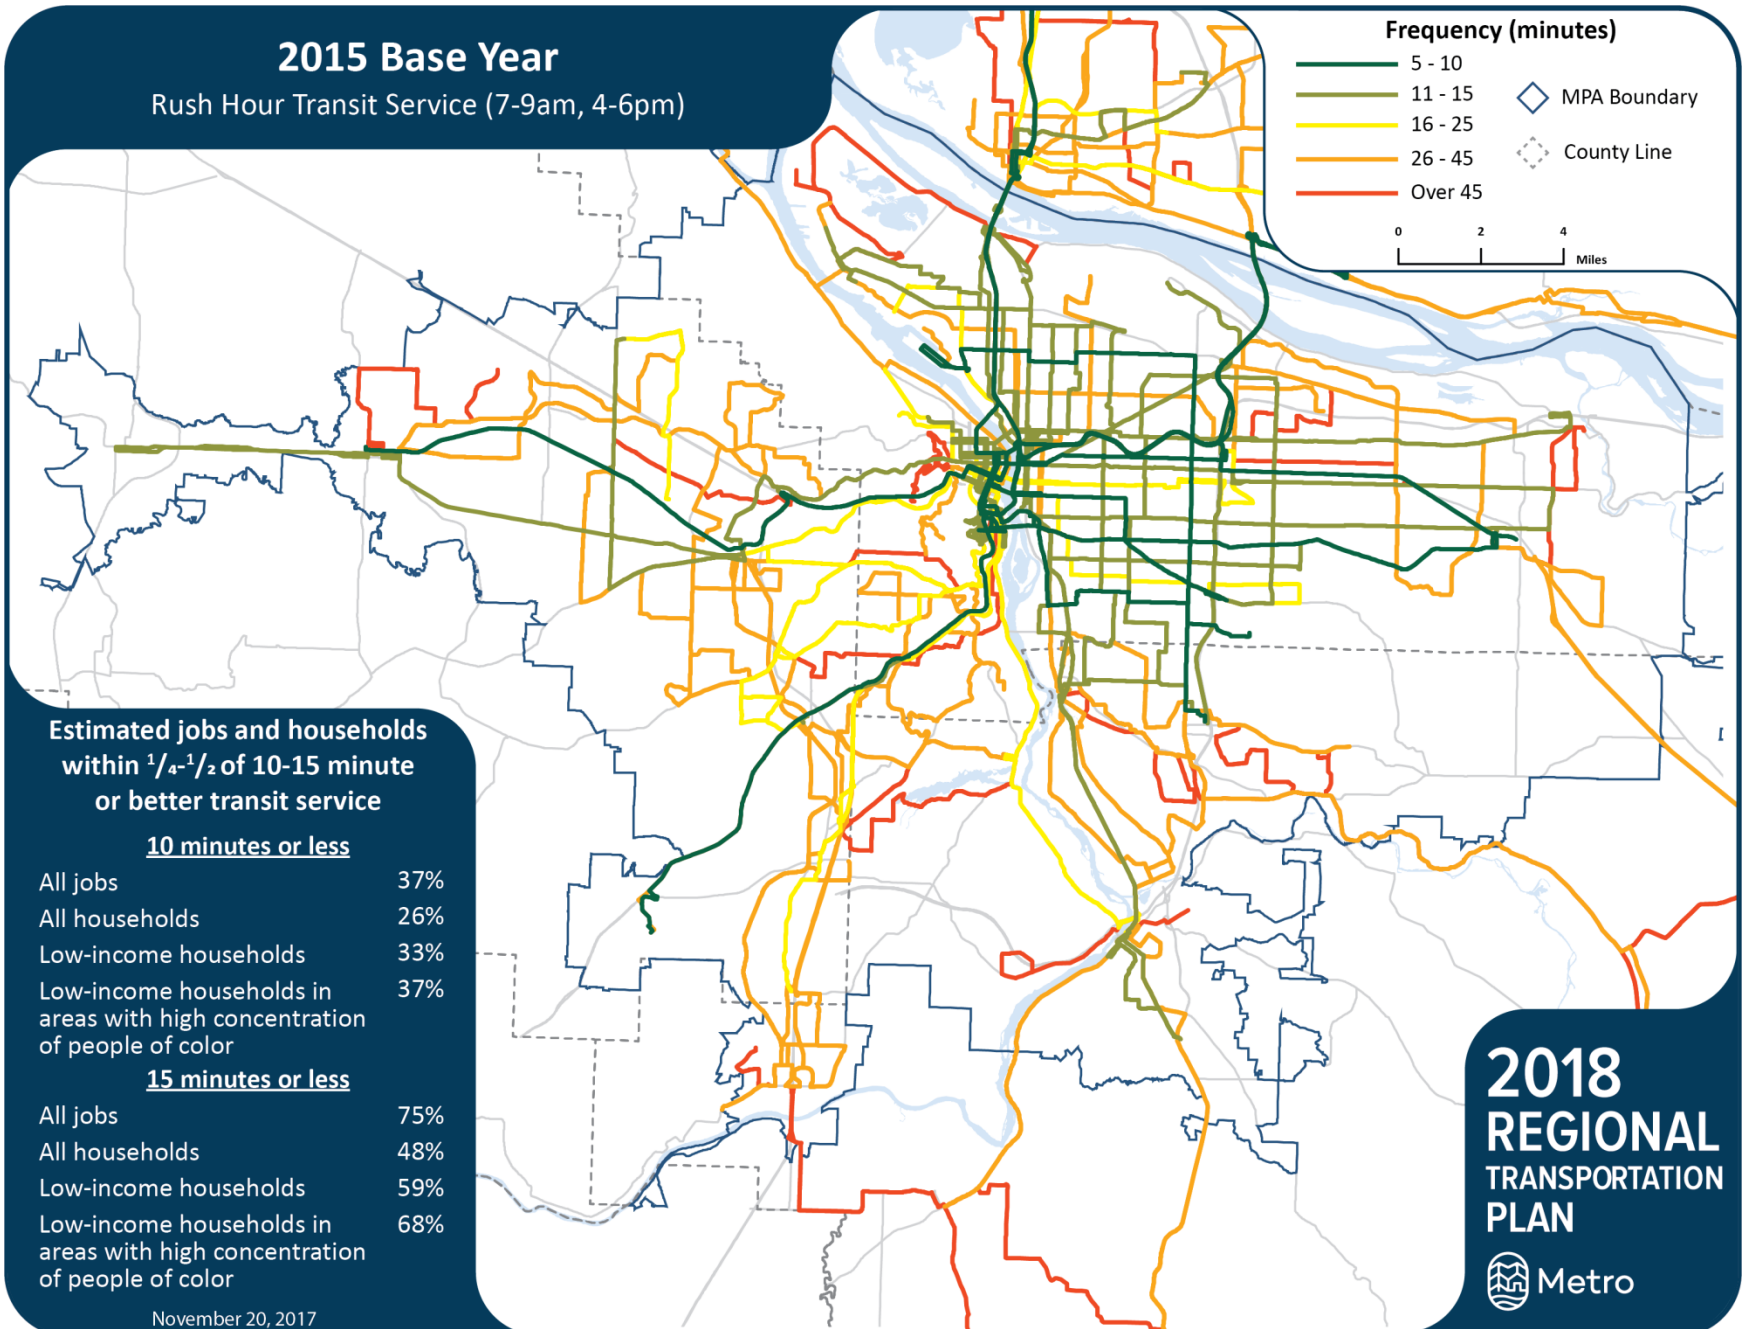 2015 Base Year
Rush Hour Transit Service (7-9am, 4-6pm)
Frequency (minutes)
5 - 10
11 - 15
16 - 25
26 - 45
Over 45
MPA Boundary
County Line
0 2 4
Miles
Estimated jobs and households
within 1/4-1/2 of 10-15 minute
or better transit service
10 minutes or less
All jobs 37%
All households 26%
Low-income households 33%
Low-income households in 37%
areas with high concentration
of people of color
15 minutes or less
All jobs 75%
All households 48%
Low-income households 59%
Low-income households in 68%
areas with high concentration
of people of color
November 20, 2017
2018
REGIONAL
TRANSPORTATION
PLAN
Metro